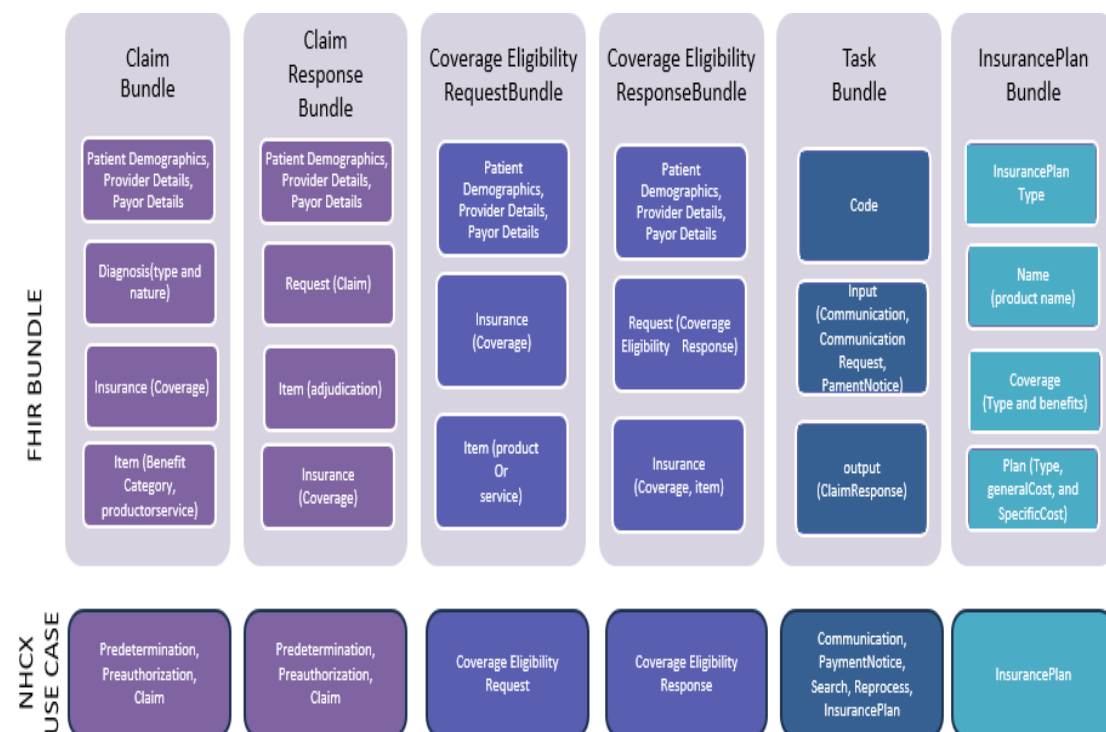 Claim
Bundle
Patient Demographics,
Provider Details,
Payor Details
Diagnosis(type and
nature)
Insurance (Coverage)
Item (Benefit
Category,
productorservice)
Claim
Response
Bundle
Patient Demographics,
Provider Details,
Payor Details
Request (Claim)
Item (adjudication)
Insurance
(Coverage)
Coverage Eligibility
RequestBundle
Patient
Demographics,
Provider Details,
Payor Details
Insurance
(Coverage)
Item (product
Or
service)
Coverage Eligibility
ResponseBundle
Patient
Demographics,
Provider Details,
Payor Details
Request (Coverage
Eligibility Response)
Insurance
(Coverage, item)
Task
Bundle
Code
Input
(Communication,
Communication
Request,
PamentNotice)
output
(ClaimResponse)
InsurancePlan
Bundle
InsurancePlan
Type
Name
(product name)
Coverage
(Type and benefits)
Plan (Type,
generalCost, and
SpecificCost)
FHIR BUNDLE
NHCX
USE CASE
Predetermination,
Preauthorization,
Claim
Predetermination,
Preauthorization,
Claim
Coverage Eligibility
Request
Coverage Eligibility
Response
Communication,
PaymentNotice,
Search, Reprocess,
InsurancePlan
InsurancePlan